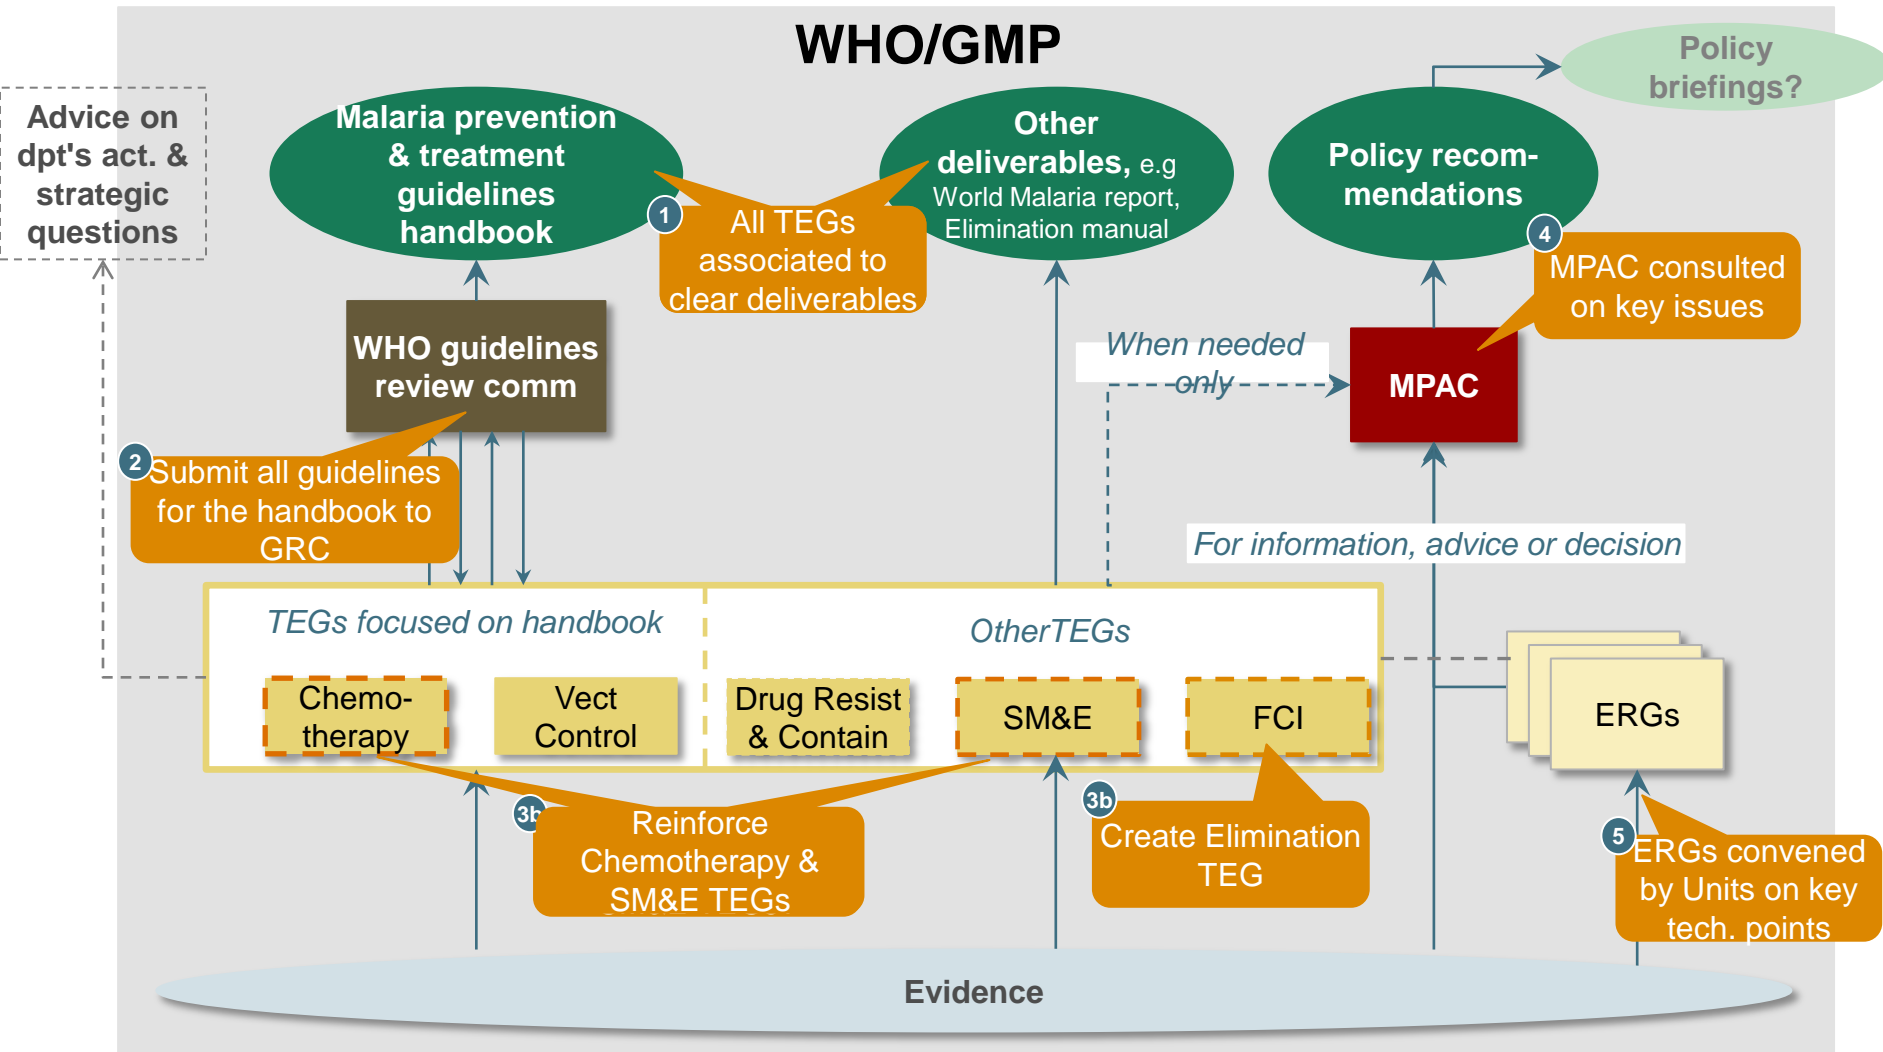 WHO/GMP
Policy
briefings?
Advice on
dpt's act. &
strategic
questions
Malaria prevention
& treatment
guidelines
handbook
Other
deliverables, e.g
World Malaria report,
Elimination manual
Policy recom-
mendations
1
All TEGs
associated to
clear deliverables
4
MPAC consulted
on key issues
WHO guidelines
review comm
When needed
only
MPAC
2
Submit all guidelines
for the handbook to
GRC
For information, advice or decision
TEGs focused on handbook
OtherTEGs
Chemo-
therapy
Vect
Control
Drug Resist
& Contain
SM&E
FCI
ERGs
3b
Reinforce
Chemotherapy &
SM&E TEGs
3b
Create Elimination
TEG
5
ERGs convened
by Units on key
tech. points
Evidence